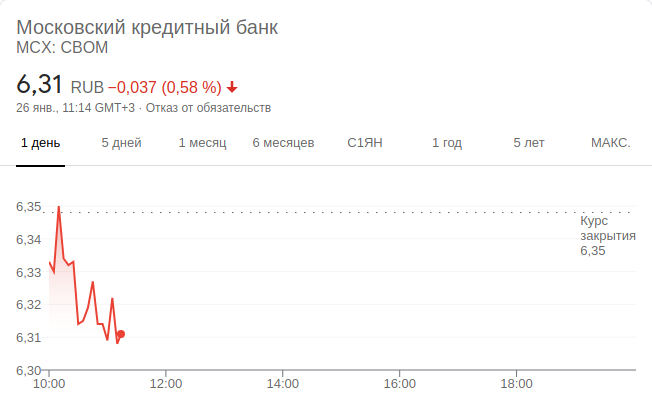 Московский кредитный банк
MCX: CBOM
6,31 RUB −0,037 (0,58 %)
26 янв., 11:14 GMT+3 · Отказ от обязательств
1 день 5 дней 1 месяц 6 месяцев С1ЯН 1 год 5 лет МАКС.
6,35
Курс
закрытия
6,35
6,34
6,33
6,32
6,31
6,30
10:00 12:00 14:00 16:00 18:00